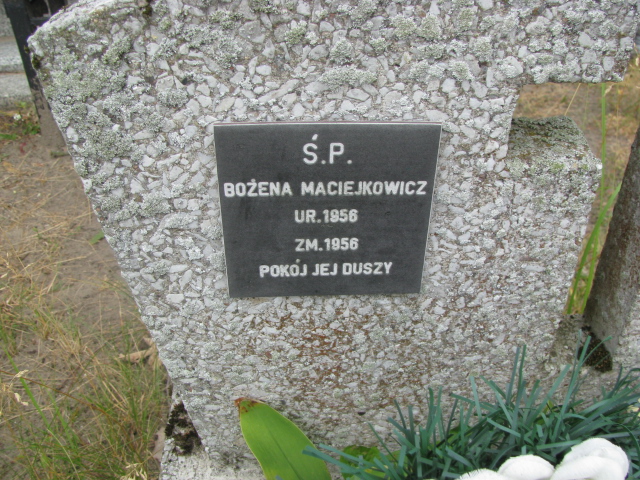 Ś.P.
BOŻENA MACIEJKOWICZ
UR.1956
ZM.1956
POKÓJ JEJ DUSZY